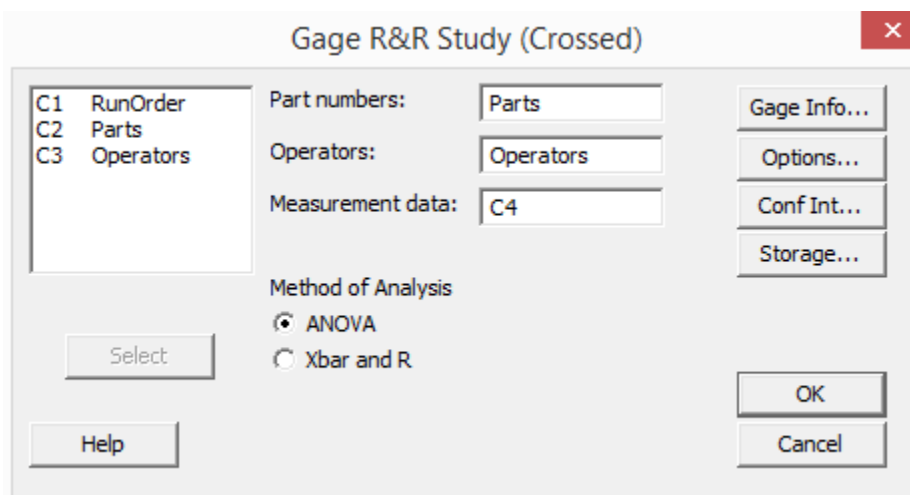 Gage R&R Study (Crossed)
C1 RunOrder
C2 Parts
C3 Operators
Part numbers: Parts
Operators: Operators
Measurement data: C4
Method of Analysis
ANOVA
Xbar and R
Gage Info...
Options...
Conf Int...
Storage...
Select
Help
OK
Cancel